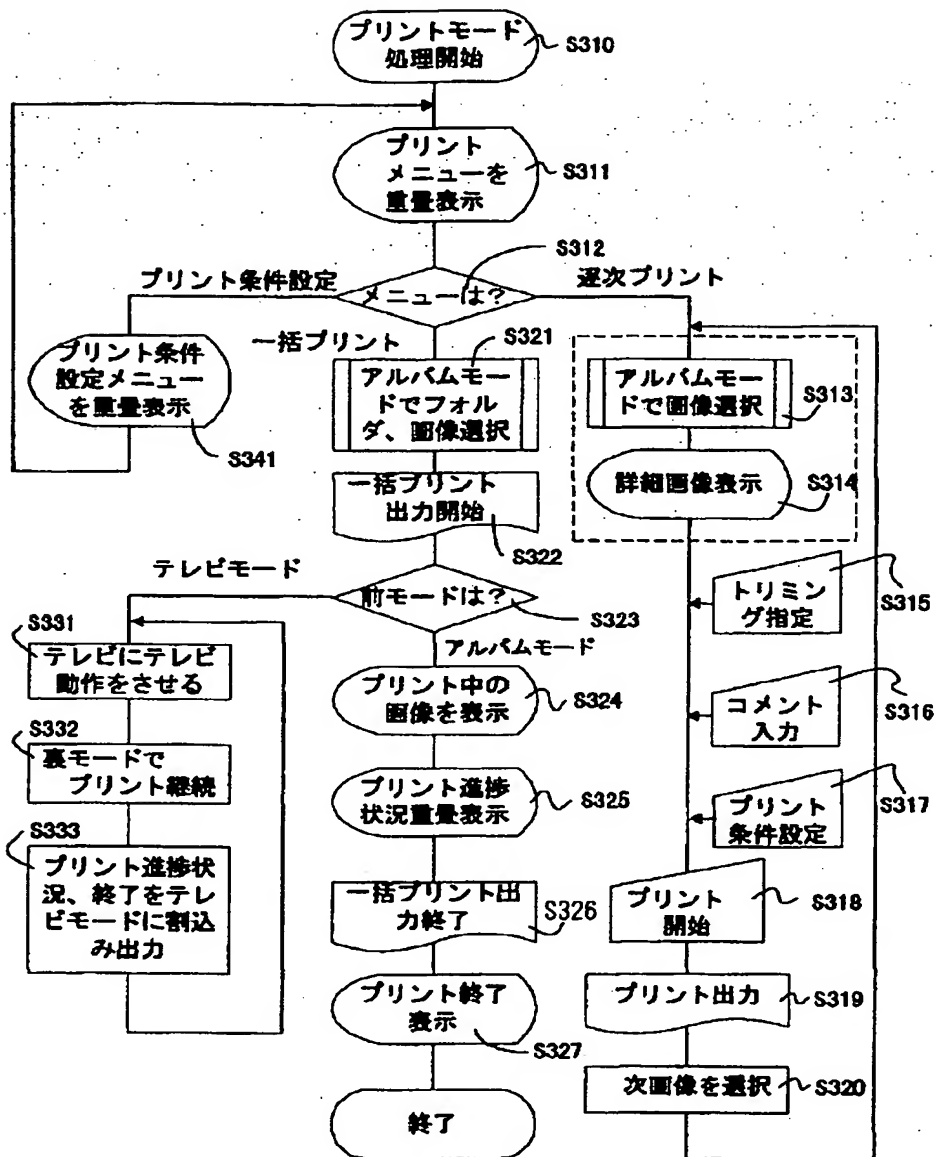 プリントモード
処理開始
S310
プリント
メニューを
重畳表示
S311
S312
メニューは?
プリント条件設定
逐次プリント
一括プリント
プリント条件
設定メニュー
を重畳表示
S341
S321
アルバムモー
ドでフォル
ダ、画像選択
一括プリント
出力開始
S322
前モードは?
S323
テレビモード
アルバムモード
S331
テレビにテレビ
動作をさせる
S332
裏モードで
プリント継続
S333
プリント進捗状
況、終了をテレ
ビモードに割込
み出力
プリント中の
画像を表示
S324
プリント進捗
状況重畳表示
S325
一括プリント出
力終了
S326
プリント終了
表示
S327
終了
アルバムモー
ドで画像選択
S313
詳細画像表示
S314
トリミン
グ指定
S315
コメント
入力
S316
プリント
条件設定
S317
プリント
開始
S318
プリント出力
S319
次画像を選択
S320